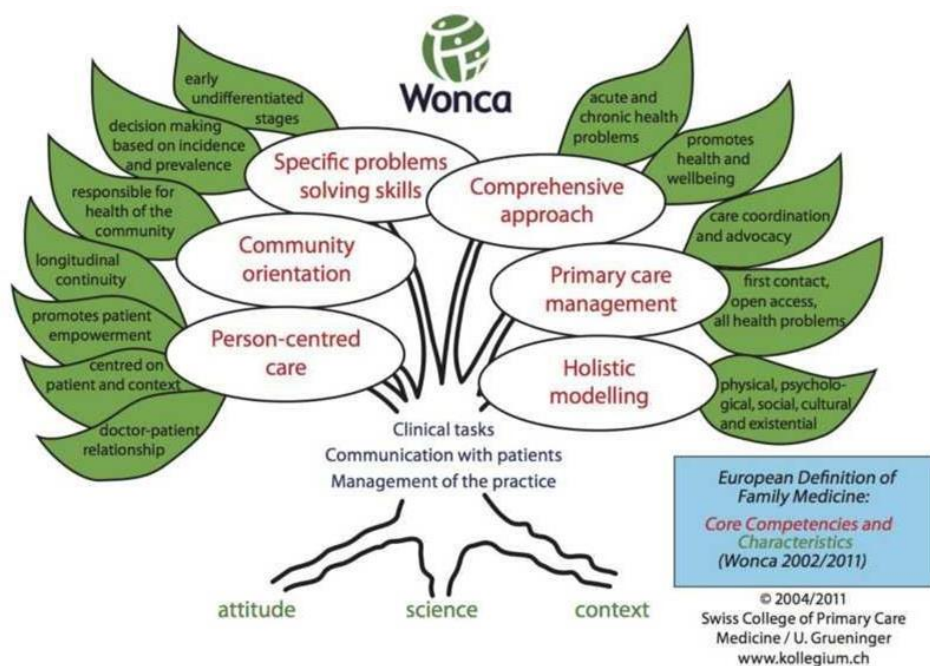 Wonca
early
undifferentiated
stages
decision making
based on incidence
and prevalence
Specific problems
solving skills
responsible for
health of the
community
Community
orientation
longitudinal
continuity
promotes patient
empowerment
Person-centred
care
centred on
patient and context
doctor-patient
relationship
acute and
chronic health
problems
promotes
health and
wellbeing
Comprehensive
approach
care coordination
and advocacy
Primary care
management
first contact,
open access,
all health problems
Holistic
modelling
physical, psycholo-
gical, social, cultural
and existential
Clinical tasks
Communication with patients
Management of the practice
attitude
science
context
European Definition of
Family Medicine:
Core Competencies and
Characteristics
(Wonca 2002/2011)
© 2004/2011
Swiss College of Primary Care
Medicine / U. Grueninger
www.kollegium.ch